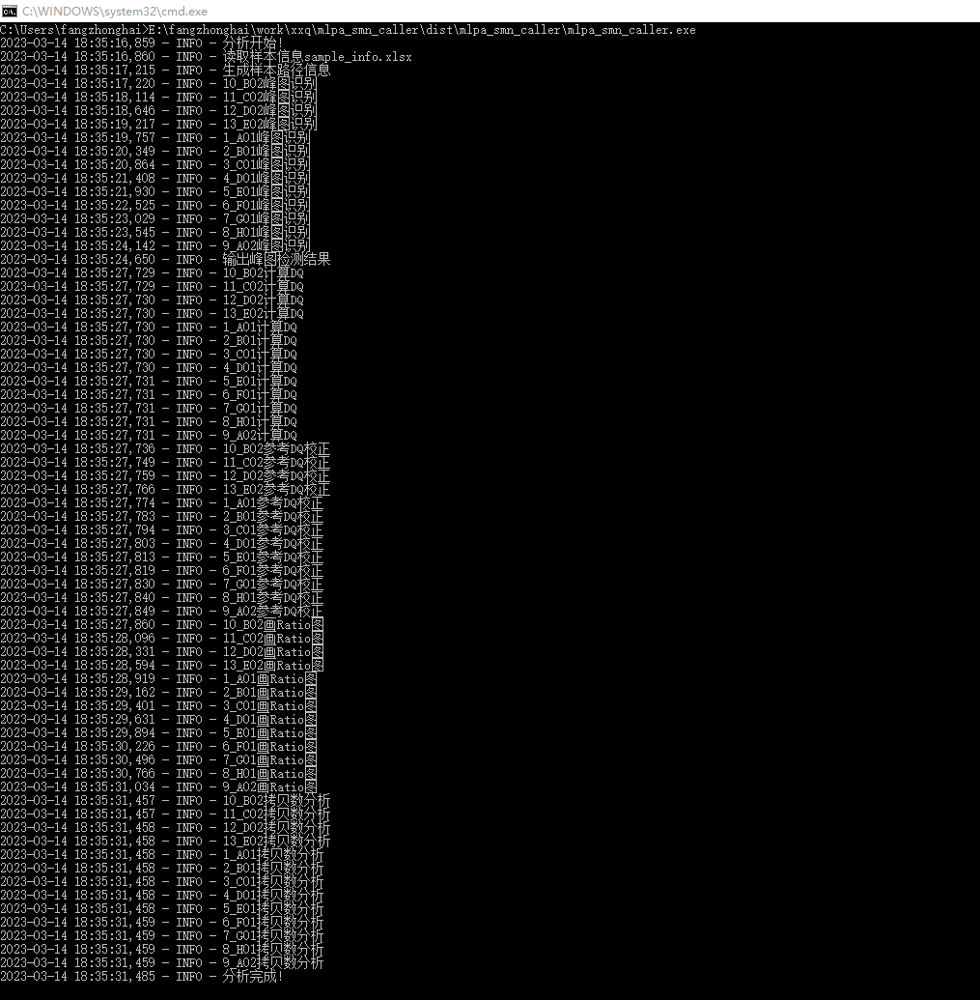 C:\WINDOWS\system32\cmd.exe
C:\Users\fangzhonghai>E:\fangzhonghai\work\xxq\mlpa_smn_caller\dist\mlpa_smn_caller\mlpa_smn_caller.exe
2023-03-14 18:35:16,859 - INFO - 分析开始!
2023-03-14 18:35:16,860 - INFO - 读取样本信息sample_info.xlsx
2023-03-14 18:35:17,215 - INFO - 生成样本路径信息
2023-03-14 18:35:17,220 - INFO - 10_B02峰图识别
2023-03-14 18:35:18,114 - INFO - 11_C02峰图识别
2023-03-14 18:35:18,646 - INFO - 12_D02峰图识别
2023-03-14 18:35:19,217 - INFO - 13_E02峰图识别
2023-03-14 18:35:19,757 - INFO - 1_A01峰图识别
2023-03-14 18:35:20,349 - INFO - 2_B01峰图识别
2023-03-14 18:35:20,864 - INFO - 3_C01峰图识别
2023-03-14 18:35:21,408 - INFO - 4_D01峰图识别
2023-03-14 18:35:21,930 - INFO - 5_E01峰图识别
2023-03-14 18:35:22,525 - INFO - 6_F01峰图识别
2023-03-14 18:35:23,029 - INFO - 7_G01峰图识别
2023-03-14 18:35:23,545 - INFO - 8_H01峰图识别
2023-03-14 18:35:24,142 - INFO - 9_A02峰图识别
2023-03-14 18:35:24,650 - INFO - 输出峰图检测结果
2023-03-14 18:35:27,729 - INFO - 10_B02计算DQ
2023-03-14 18:35:27,729 - INFO - 11_C02计算DQ
2023-03-14 18:35:27,730 - INFO - 12_D02计算DQ
2023-03-14 18:35:27,730 - INFO - 13_E02计算DQ
2023-03-14 18:35:27,730 - INFO - 1_A01计算DQ
2023-03-14 18:35:27,730 - INFO - 2_B01计算DQ
2023-03-14 18:35:27,730 - INFO - 3_C01计算DQ
2023-03-14 18:35:27,730 - INFO - 4_D01计算DQ
2023-03-14 18:35:27,731 - INFO - 5_E01计算DQ
2023-03-14 18:35:27,731 - INFO - 6_F01计算DQ
2023-03-14 18:35:27,731 - INFO - 7_G01计算DQ
2023-03-14 18:35:27,731 - INFO - 8_H01计算DQ
2023-03-14 18:35:27,731 - INFO - 9_A02计算DQ
2023-03-14 18:35:27,736 - INFO - 10_B02参考DQ校正
2023-03-14 18:35:27,749 - INFO - 11_C02参考DQ校正
2023-03-14 18:35:27,759 - INFO - 12_D02参考DQ校正
2023-03-14 18:35:27,766 - INFO - 13_E02参考DQ校正
2023-03-14 18:35:27,774 - INFO - 1_A01参考DQ校正
2023-03-14 18:35:27,783 - INFO - 2_B01参考DQ校正
2023-03-14 18:35:27,794 - INFO - 3_C01参考DQ校正
2023-03-14 18:35:27,803 - INFO - 4_D01参考DQ校正
2023-03-14 18:35:27,813 - INFO - 5_E01参考DQ校正
2023-03-14 18:35:27,819 - INFO - 6_F01参考DQ校正
2023-03-14 18:35:27,830 - INFO - 7_G01参考DQ校正
2023-03-14 18:35:27,840 - INFO - 8_H01参考DQ校正
2023-03-14 18:35:27,849 - INFO - 9_A02参考DQ校正
2023-03-14 18:35:27,860 - INFO - 10_B02画Ratio图
2023-03-14 18:35:28,096 - INFO - 11_C02画Ratio图
2023-03-14 18:35:28,331 - INFO - 12_D02画Ratio图
2023-03-14 18:35:28,594 - INFO - 13_E02画Ratio图
2023-03-14 18:35:28,919 - INFO - 1_A01画Ratio图
2023-03-14 18:35:29,162 - INFO - 2_B01画Ratio图
2023-03-14 18:35:29,401 - INFO - 3_C01画Ratio图
2023-03-14 18:35:29,631 - INFO - 4_D01画Ratio图
2023-03-14 18:35:29,894 - INFO - 5_E01画Ratio图
2023-03-14 18:35:30,226 - INFO - 6_F01画Ratio图
2023-03-14 18:35:30,496 - INFO - 7_G01画Ratio图
2023-03-14 18:35:30,766 - INFO - 8_H01画Ratio图
2023-03-14 18:35:31,034 - INFO - 9_A02画Ratio图
2023-03-14 18:35:31,457 - INFO - 10_B02拷贝数分析
2023-03-14 18:35:31,457 - INFO - 11_C02拷贝数分析
2023-03-14 18:35:31,458 - INFO - 12_D02拷贝数分析
2023-03-14 18:35:31,458 - INFO - 13_E02拷贝数分析
2023-03-14 18:35:31,458 - INFO - 1_A01拷贝数分析
2023-03-14 18:35:31,458 - INFO - 2_B01拷贝数分析
2023-03-14 18:35:31,458 - INFO - 3_C01拷贝数分析
2023-03-14 18:35:31,458 - INFO - 4_D01拷贝数分析
2023-03-14 18:35:31,458 - INFO - 5_E01拷贝数分析
2023-03-14 18:35:31,459 - INFO - 6_F01拷贝数分析
2023-03-14 18:35:31,459 - INFO - 7_G01拷贝数分析
2023-03-14 18:35:31,459 - INFO - 8_H01拷贝数分析
2023-03-14 18:35:31,459 - INFO - 9_A02拷贝数分析
2023-03-14 18:35:31,485 - INFO - 分析完成!